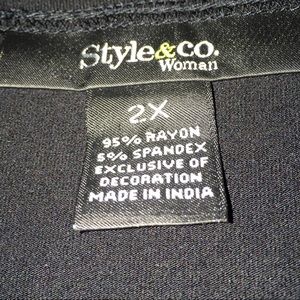 Style&co.
Woman
2X
95% RAYON
5% SPANDEX
EXCLUSIVE OF
DECORATION
MADE IN INDIA